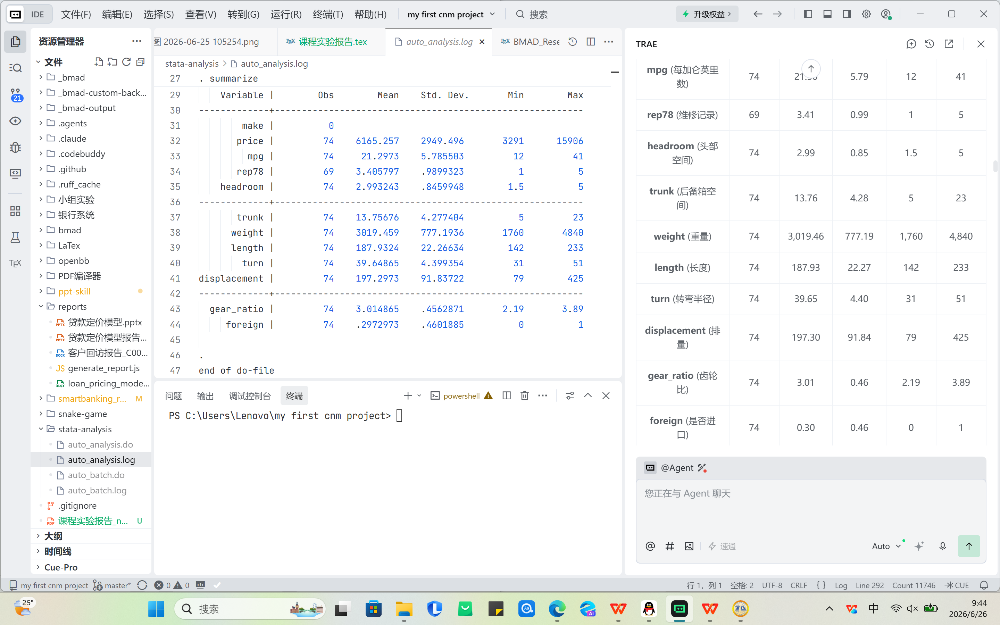 IDE 文件(F) 编辑(E) 选择(S) 查看(V) 转到(G) 运行(R) 终端(T) 帮助(H) my first cnm project 搜索 升级权益
资源管理器
文件
_bmad
_bmad-custom-back...
_bmad-output
.agents
.claude
.codebuddy
.github
.ruff_cache
小组实验
银行系统
bmad
LaTex
openbb
PDF编译器
ppt-skill
reports
贷款定价模型.pptx
贷款定价模型报告...
客户回访报告_C00...
JS generate_report.js
loan_pricing_mode...
smartbanking_r... M
snake-game
stata-analysis
auto_analysis.do
auto_analysis.log
auto_batch.do
auto_batch.log
.gitignore
课程实验报告_n... U
大纲
时间线
Cue-Pro
21
TEX
图 2026-06-25 105254.png
TEX 课程实验报告.tex
auto_analysis.log
TEX BMAD_Rese
stata-analysis > auto_analysis.log
27 . summarize
29 Variable | Obs Mean Std. Dev. Min Max
30 -------------+---------------------------------------------------------
31 make | 0
32 price | 74 6165.257 2949.496 3291 15906
33 mpg | 74 21.2973 5.785503 12 41
34 rep78 | 69 3.405797 .9899323 1 5
35 headroom | 74 2.993243 .8459948 1.5 5
36 -------------+---------------------------------------------------------
37 trunk | 74 13.75676 4.277404 5 23
38 weight | 74 3019.459 777.1936 1760 4840
39 length | 74 187.9324 22.26634 142 233
40 turn | 74 39.64865 4.399354 31 51
41 displacement | 74 197.2973 91.83722 79 425
42 -------------+---------------------------------------------------------
43 gear_ratio | 74 3.014865 .4562871 2.19 3.89
44 foreign | 74 .2972973 .4601885 0 1
45
46 .
47 end of do-file
问题 输出 调试控制台 终端 powershell
PS C:\Users\Lenovo\my first cnm project>
TRAE
mpg (每加仑英里
数) 74 5.79 12 41
rep78 (维修记录) 69 3.41 0.99 1 5
headroom (头部
空间) 74 2.99 0.85 1.5 5
trunk (后备箱空
间) 74 13.76 4.28 5 23
weight (重量) 74 3,019.46 777.19 1,760 4,840
length (长度) 74 187.93 22.27 142 233
turn (转弯半径) 74 39.65 4.40 31 51
displacement (排
量) 74 197.30 91.84 79 425
gear_ratio (齿轮
比) 74 3.01 0.46 2.19 3.89
foreign (是否进
口) 74 0.30 0.46 0 1
@Agent
您正在与 Agent 聊天
速通 Auto
my first cnm project master* 0 0 行 1, 列 1 空格: 2 UTF-8 CRLF { } Log Line 292 Count 11746 CUE
25° 搜索 中 9:44
2026/6/26